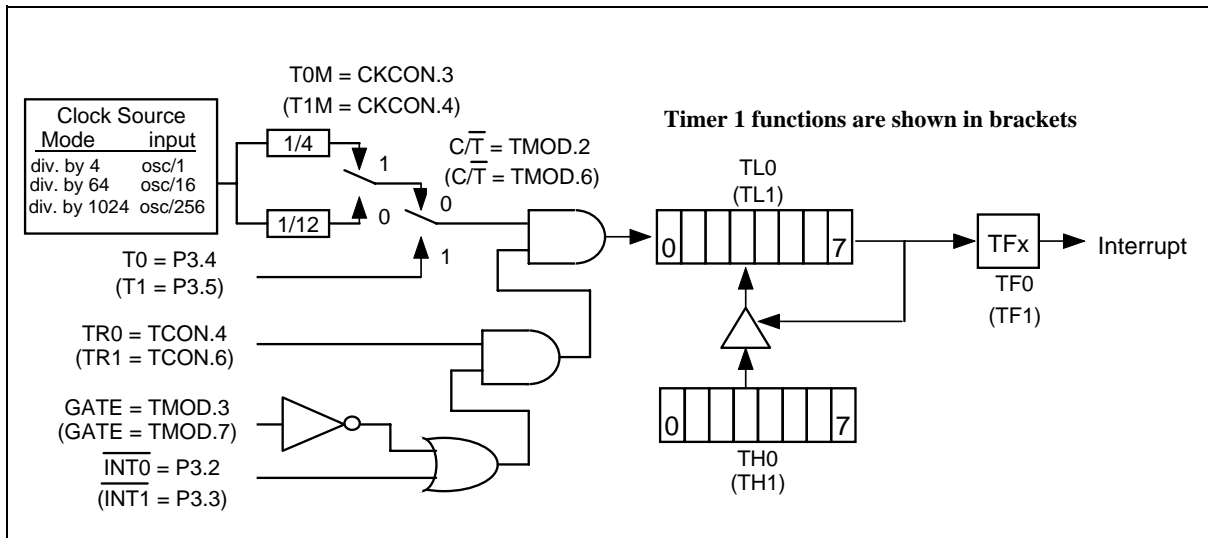 T0M = CKCON.3
(T1M = CKCON.4)
Timer 1 functions are shown in brackets
Clock Source
Mode input
div. by 4 osc/1
div. by 64 osc/16
div. by 1024 osc/256
1/4
1/12
1
0
C/T̅ = TMOD.2
(C/T̅ = TMOD.6)
0
1
T0 = P3.4
(T1 = P3.5)
TL0
(TL1)
0 7
TFx
Interrupt
TF0
(TF1)
TR0 = TCON.4
(TR1 = TCON.6)
GATE = TMOD.3
(GATE = TMOD.7)
I̅N̅T̅0̅ = P3.2
(I̅N̅T̅1̅ = P3.3)
0 7
TH0
(TH1)